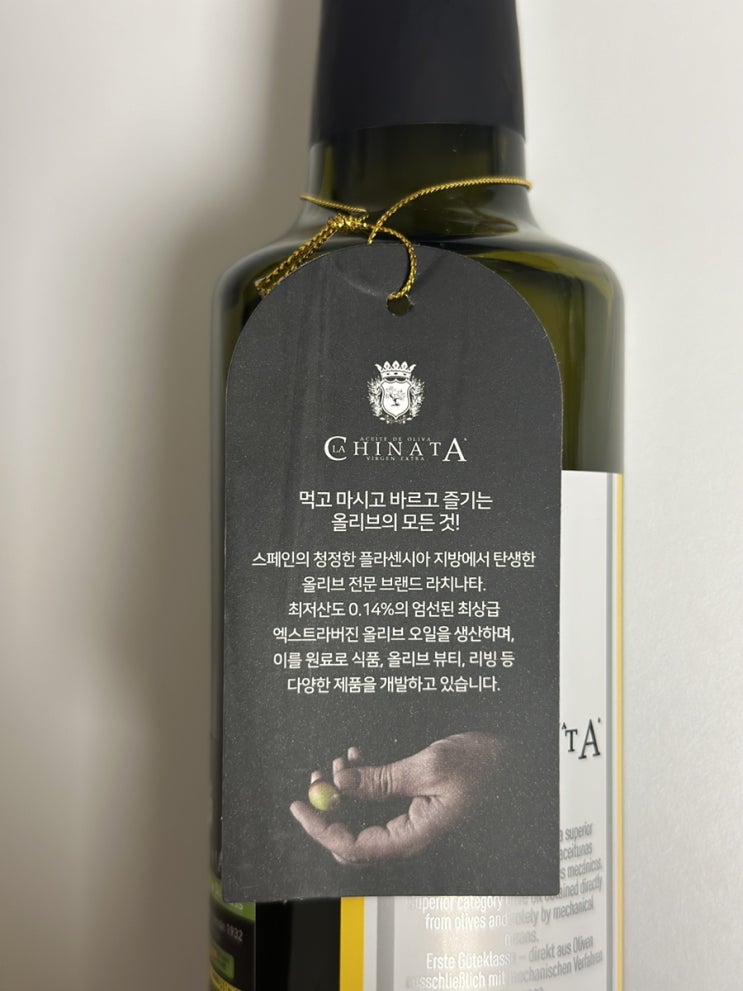 ACEITE DE OLIVA
LA CHINATA
VIRGEN EXTRA
먹고 마시고 바르고 즐기는
올리브의 모든 것!
스페인의 청정한 플라센시아 지방에서 탄생한
올리브 전문 브랜드 라치나타.
최저산도 0.14%의 엄선된 최상급
엑스트라버진 올리브 오일을 생산하며,
이를 원료로 식품, 올리브 뷰티, 리빙 등
다양한 제품을 개발하고 있습니다.
TA
superior
aceitunas
mecánicos.
Superior category olive oil obtained directly
from olives and solely by mechanical
means.
Erste Güteklasse – direkt aus Oliven
ausschließlich mit mechanischen Verfahren
1932